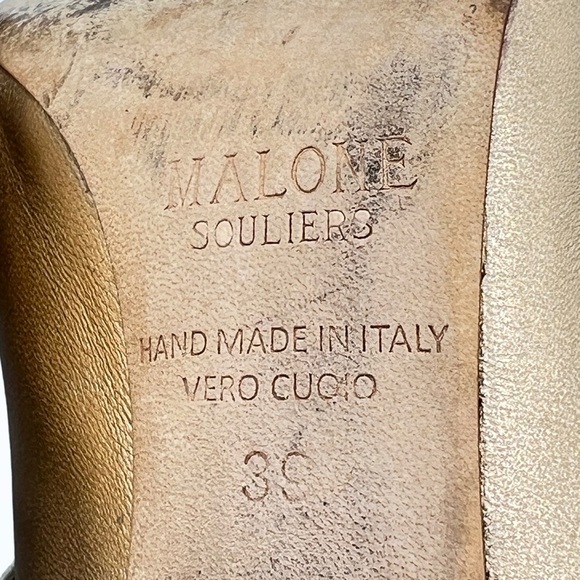 MALONE
SOULIERS
HAND MADE IN ITALY
VERO CUOIO